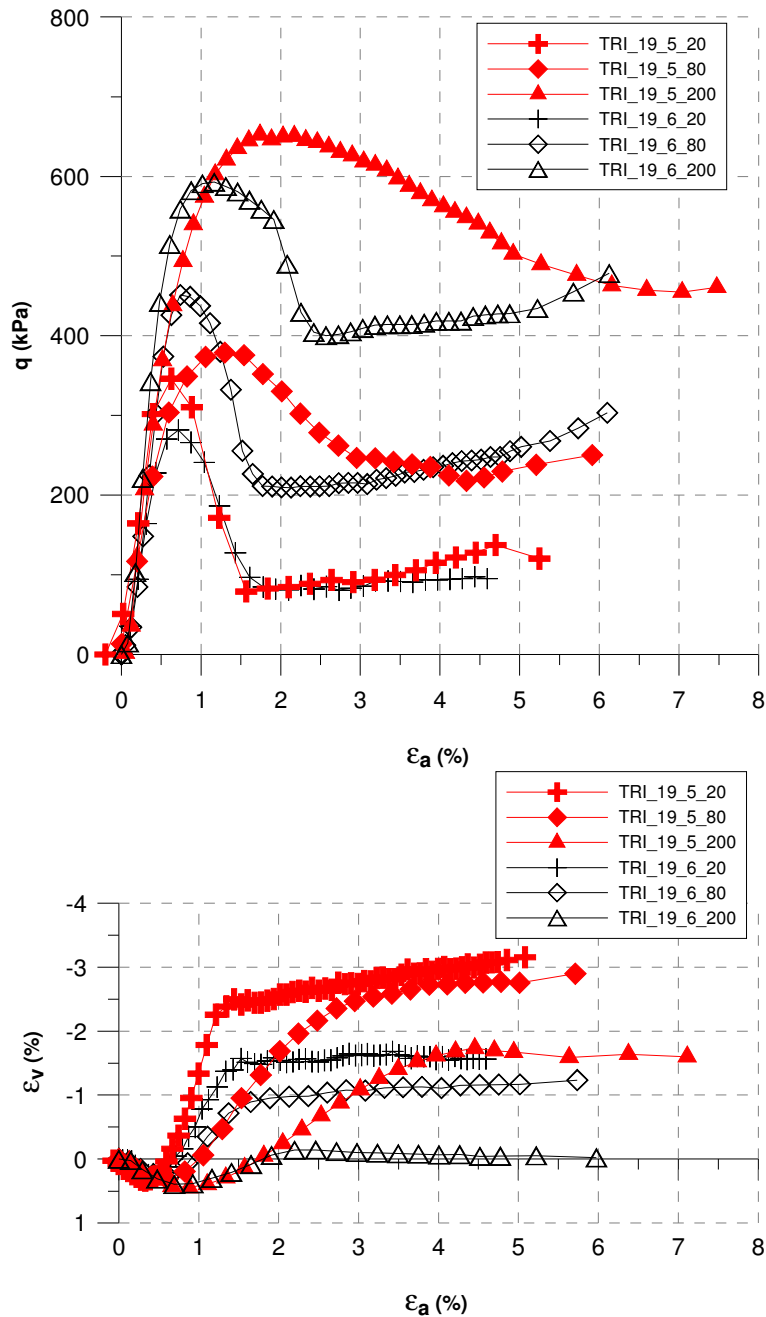 800
600
400
200
0
q (kPa)
TRI_19_5_20
TRI_19_5_80
TRI_19_5_200
TRI_19_6_20
TRI_19_6_80
TRI_19_6_200
0 1 2 3 4 5 6 7 8
εa (%)
TRI_19_5_20
TRI_19_5_80
TRI_19_5_200
TRI_19_6_20
TRI_19_6_80
TRI_19_6_200
-4
-3
-2
-1
0
1
εv (%)
0 1 2 3 4 5 6 7 8
εa (%)